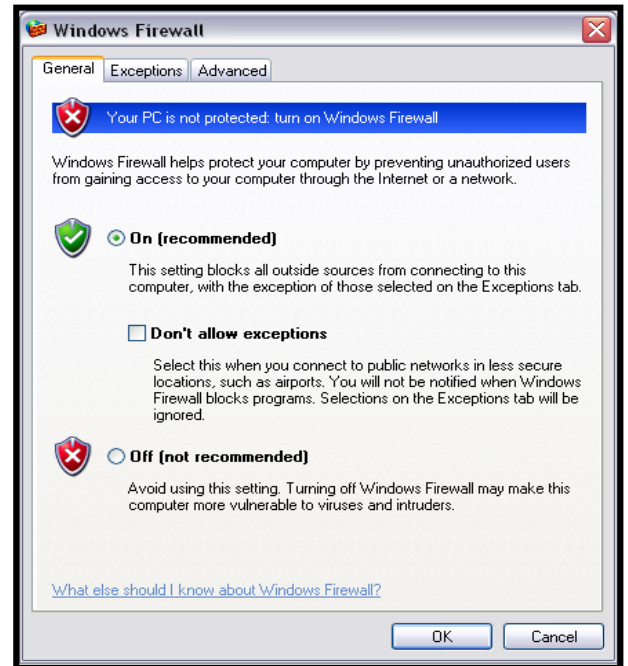 Windows Firewall
General Exceptions Advanced
Your PC is not protected: turn on Windows Firewall
Windows Firewall helps protect your computer by preventing unauthorized users
from gaining access to your computer through the Internet or a network.
On (recommended)
This setting blocks all outside sources from connecting to this
computer, with the exception of those selected on the Exceptions tab.
Don't allow exceptions
Select this when you connect to public networks in less secure
locations, such as airports. You will not be notified when Windows
Firewall blocks programs. Selections on the Exceptions tab will be
ignored.
Off (not recommended)
Avoid using this setting. Turning off Windows Firewall may make this
computer more vulnerable to viruses and intruders.
What else should I know about Windows Firewall?
OK Cancel